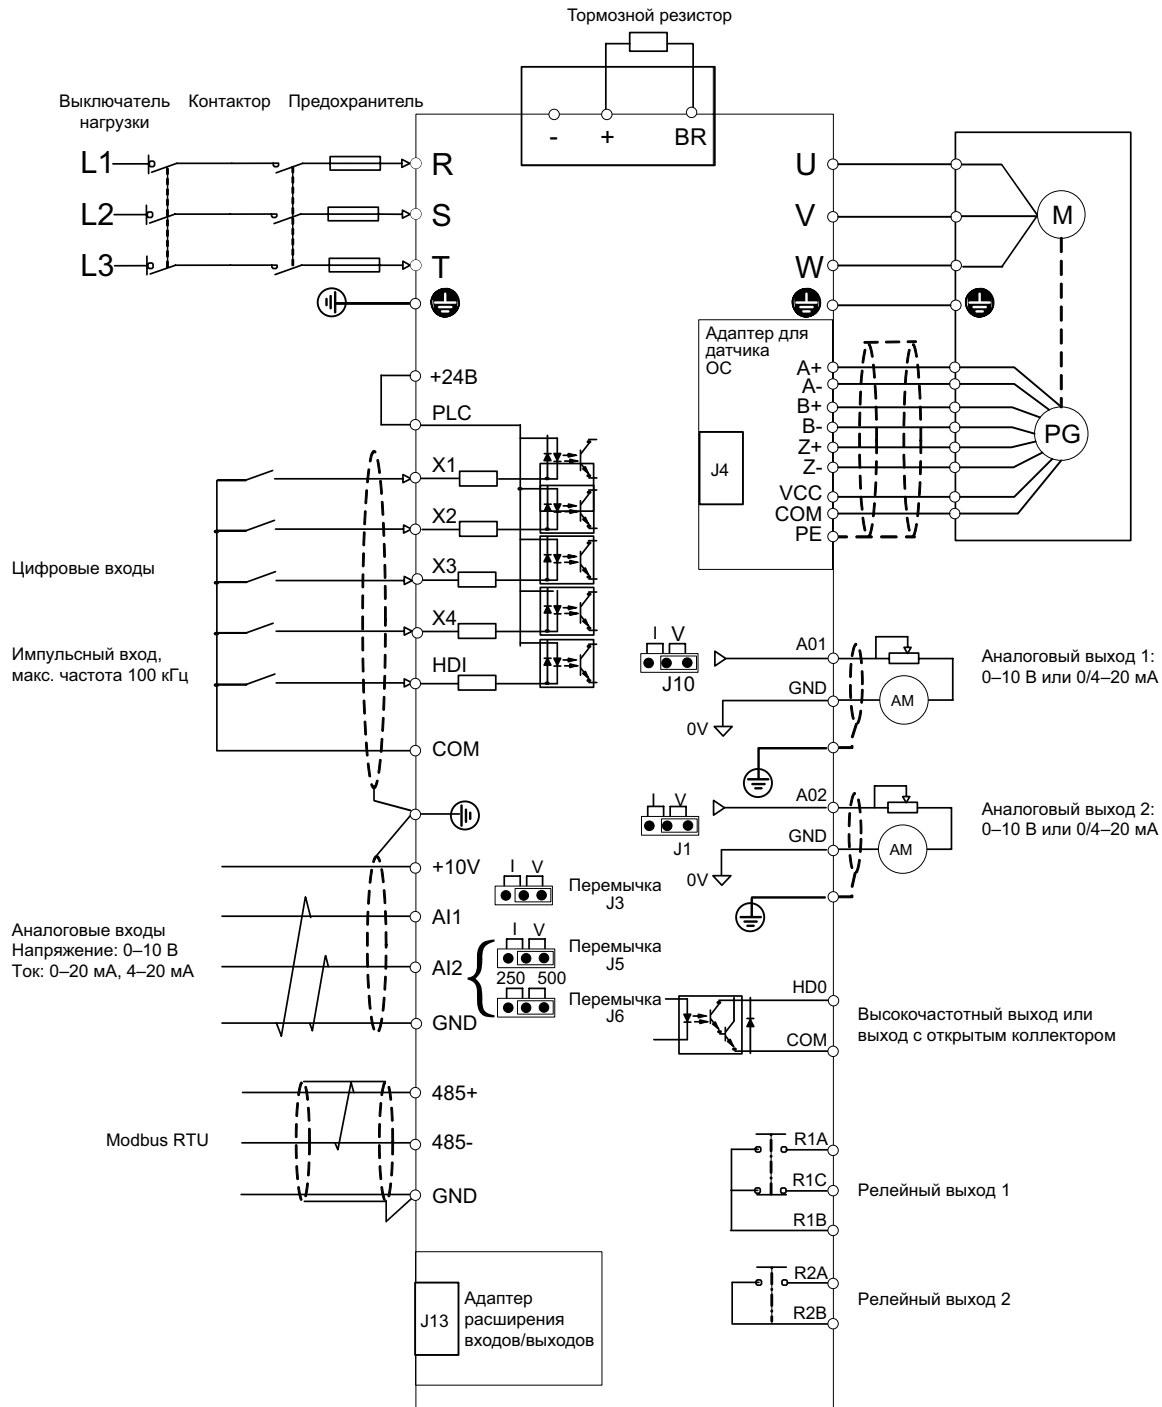 Тормозной резистор
Выключатель
нагрузки
Контактор
Предохранитель
-
+
BR
L1
R
L2
S
L3
T
U
V
W
M
Адаптер для
датчика
ОС
J4
A+
A-
B+
B-
Z+
Z-
VCC
COM
PE
PG
+24В
PLC
X1
X2
X3
X4
HDI
COM
Цифровые входы
Импульсный вход,
макс. частота 100 кГц
I V
J10
A01
GND
0V
AM
Аналоговый выход 1:
0–10 В или 0/4–20 мА
I V
J1
A02
GND
0V
AM
Аналоговый выход 2:
0–10 В или 0/4–20 мА
+10V
AI1
AI2
GND
Аналоговые входы
Напряжение: 0–10 В
Ток: 0–20 мА, 4–20 мА
I V
Перемычка
J3
I V
Перемычка
J5
250 500
Перемычка
J6
HD0
COM
Высокочастотный выход или
выход с открытым коллектором
485+
485-
GND
Modbus RTU
R1A
R1C
R1B
Релейный выход 1
R2A
R2B
Релейный выход 2
J13
Адаптер
расширения
входов/выходов